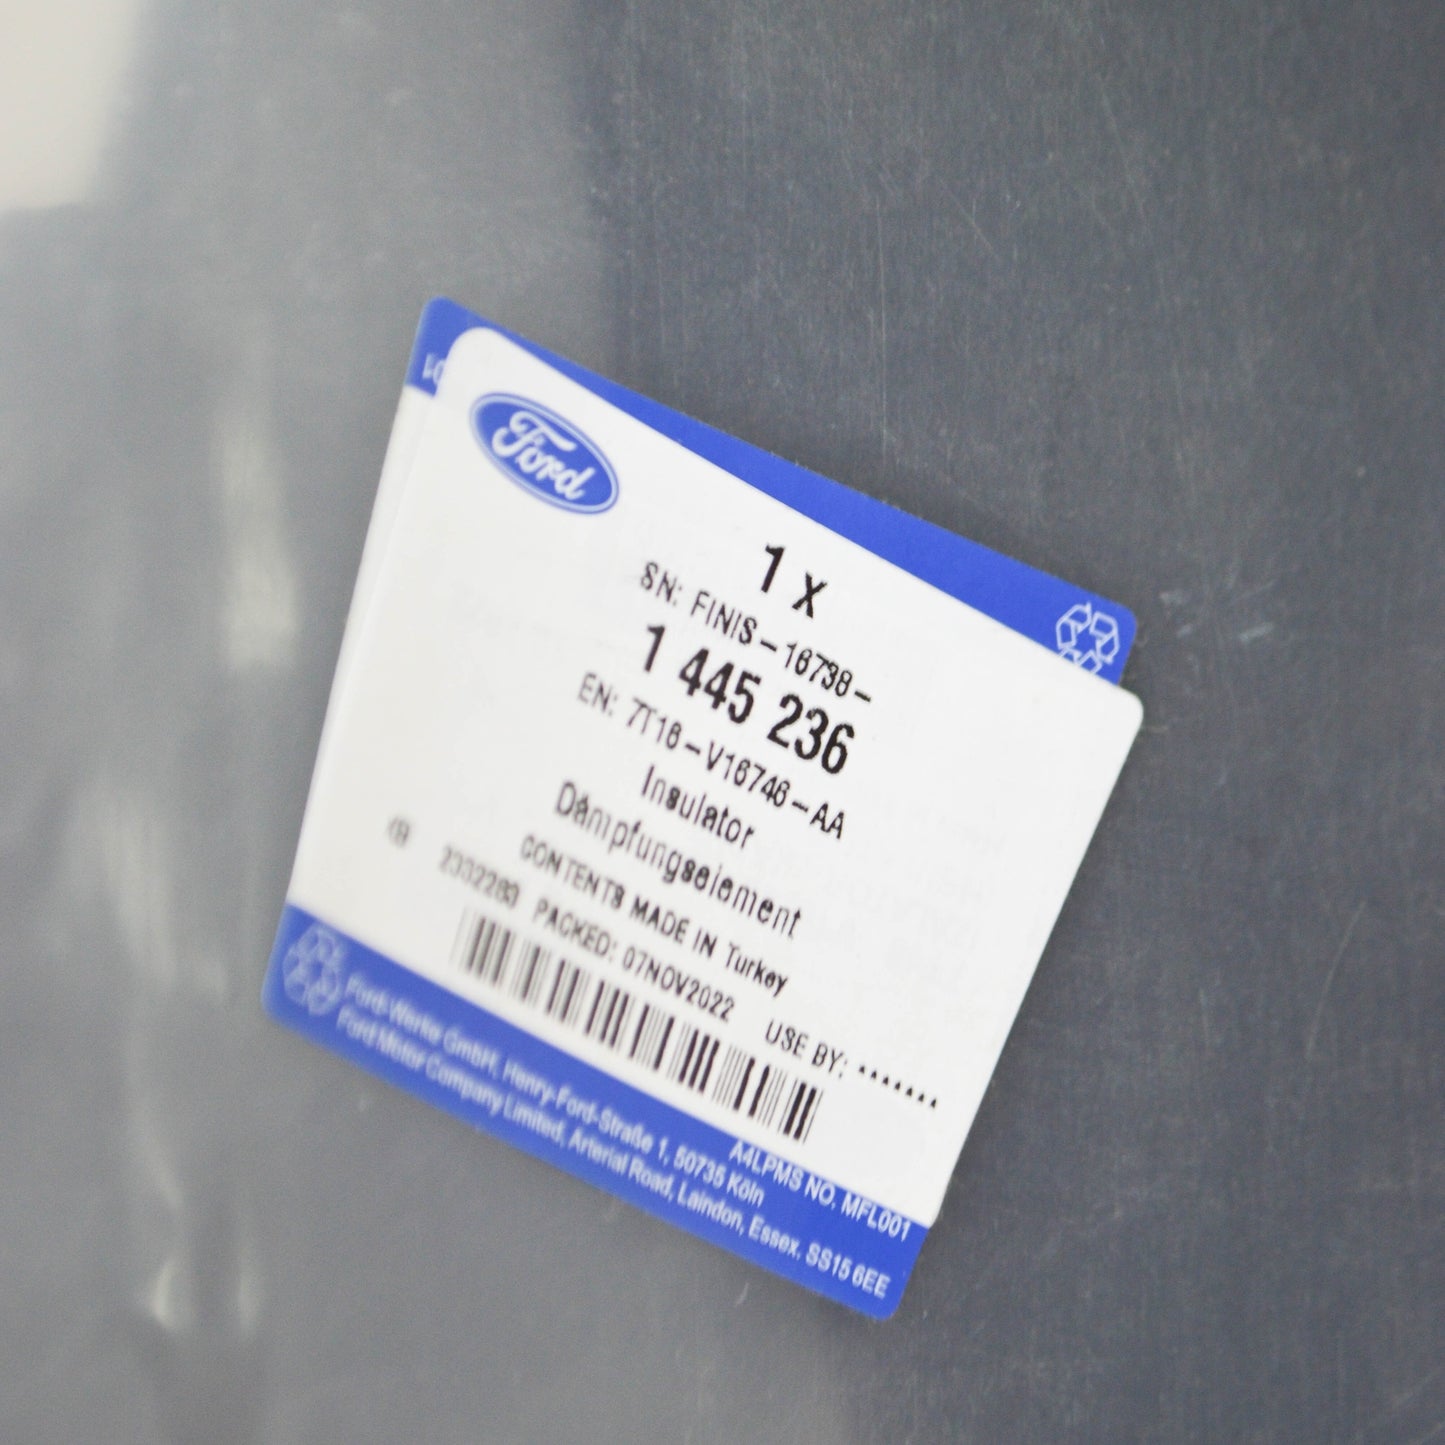 Ford
1 X
SN: FINIS-16738-
1 445 236
EN: 7T16-V16746-AA
Insulator
Dämpfungselement
CONTENTS MADE IN Turkey
PACKED: 07NOV2022 USE BY: *******
A4LPMS NO. MFL001
Ford-Werke GmbH, Henry-Ford-Straße 1, 50735 Köln
Ford Motor Company Limited, Arterial Road, Laindon, Essex. SS15 6EE